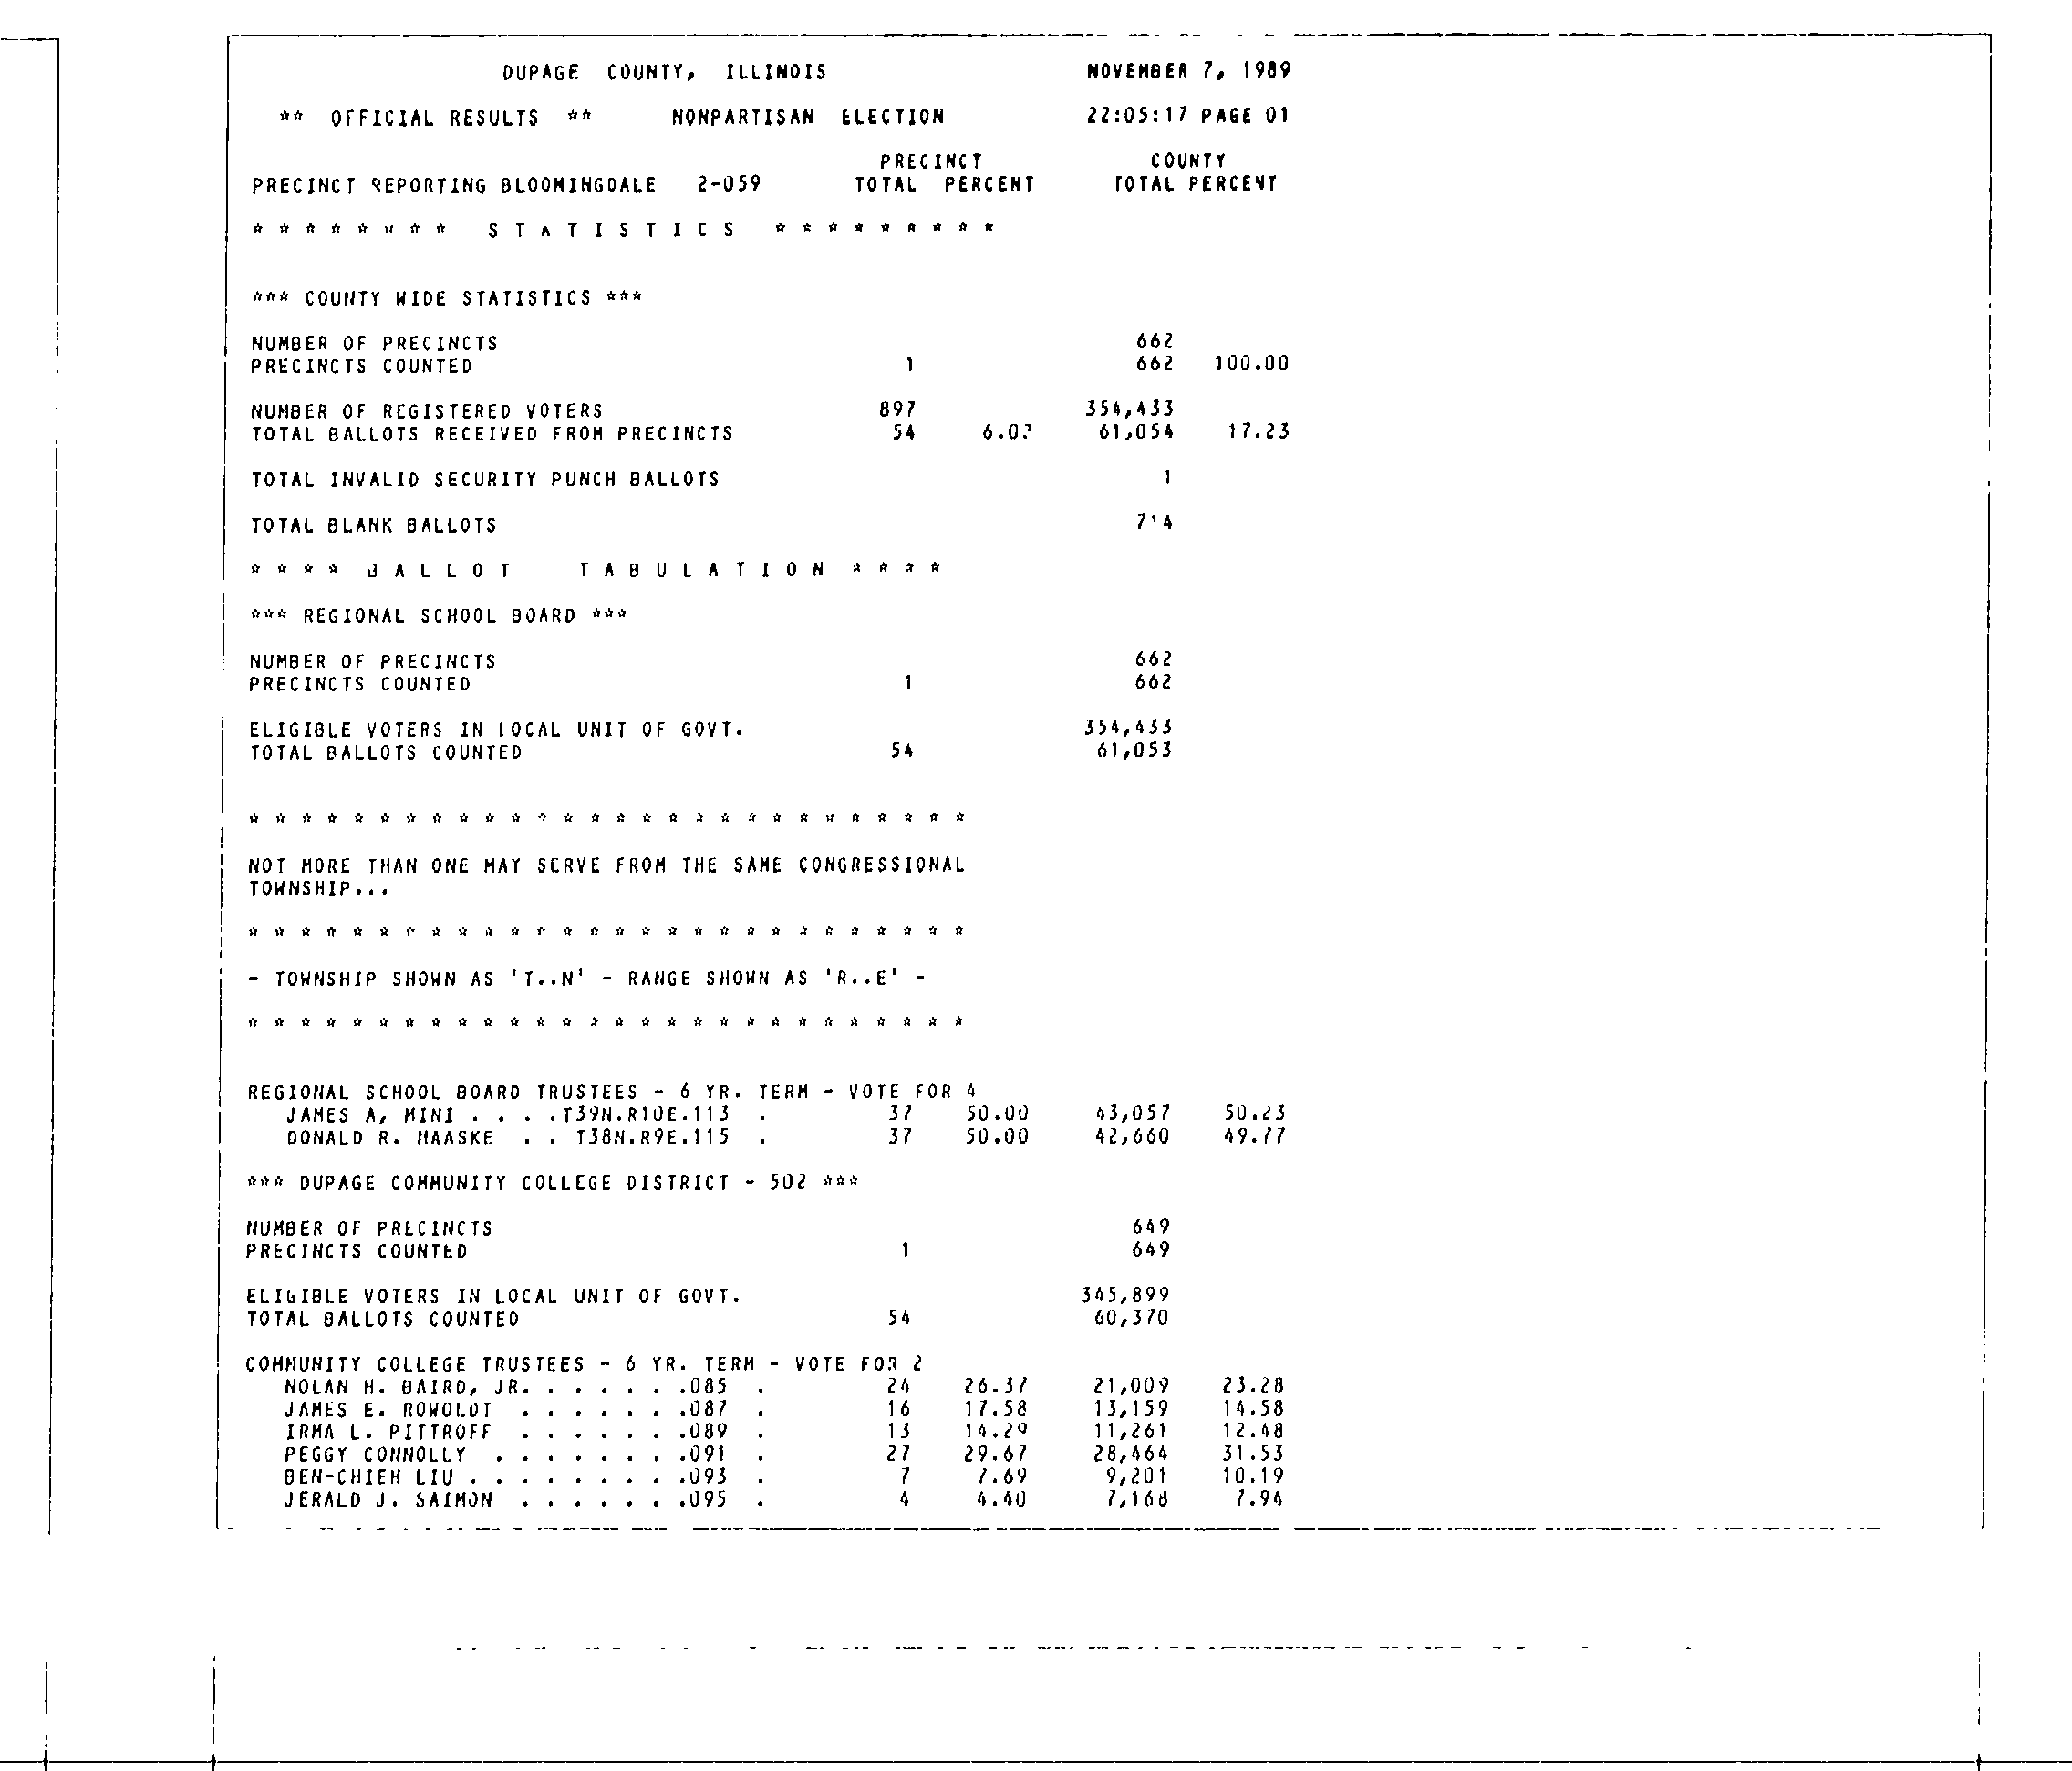 DUPAGE COUNTY, ILLINOIS NOVEMBER 7, 1989
** OFFICIAL RESULTS ** NONPARTISAN ELECTION 22:05:17 PAGE 01
PRECINCT COUNTY
PRECINCT REPORTING BLOOMINGDALE 2-059 TOTAL PERCENT TOTAL PERCENT
* * * * * * * * S T A T I S T I C S * * * * * * * * *
*** COUNTY WIDE STATISTICS ***
NUMBER OF PRECINCTS 662
PRECINCTS COUNTED 1 662 100.00
NUMBER OF REGISTERED VOTERS 897 354,433
TOTAL BALLOTS RECEIVED FROM PRECINCTS 54 6.02 61,054 17.23
TOTAL INVALID SECURITY PUNCH BALLOTS 1
TOTAL BLANK BALLOTS 714
* * * * B A L L O T T A B U L A T I O N * * * *
*** REGIONAL SCHOOL BOARD ***
NUMBER OF PRECINCTS 662
PRECINCTS COUNTED 1 662
ELIGIBLE VOTERS IN LOCAL UNIT OF GOVT. 354,433
TOTAL BALLOTS COUNTED 54 61,053
* * * * * * * * * * * * * * * * * * * * * * * * * * * *
NOT MORE THAN ONE MAY SERVE FROM THE SAME CONGRESSIONAL
TOWNSHIP...
* * * * * * * * * * * * * * * * * * * * * * * * * * * *
- TOWNSHIP SHOWN AS 'T..N' - RANGE SHOWN AS 'R..E' -
* * * * * * * * * * * * * * * * * * * * * * * * * * * *
REGIONAL SCHOOL BOARD TRUSTEES - 6 YR. TERM - VOTE FOR 4
JAMES A. MINI . . . .T39N.R10E.113 . 37 50.00 43,057 50.23
DONALD R. MAASKE . . T38N.R9E.115 . 37 50.00 42,660 49.77
*** DUPAGE COMMUNITY COLLEGE DISTRICT - 502 ***
NUMBER OF PRECINCTS 649
PRECINCTS COUNTED 1 649
ELIGIBLE VOTERS IN LOCAL UNIT OF GOVT. 345,899
TOTAL BALLOTS COUNTED 54 60,370
COMMUNITY COLLEGE TRUSTEES - 6 YR. TERM - VOTE FOR 2
NOLAN H. BAIRD, JR. . . . . . .085 . 24 26.37 21,009 23.28
JAMES E. ROWOLDT . . . . . . .087 . 16 17.58 13,159 14.58
IRMA L. PITTROFF . . . . . . .089 . 13 14.29 11,261 12.48
PEGGY CONNOLLY . . . . . . . .091 . 27 29.67 28,464 31.53
BEN-CHIEH LIU . . . . . . . . .093 . 7 7.69 9,201 10.19
JERALD J. SAIMON . . . . . . .095 . 4 4.40 7,168 7.94